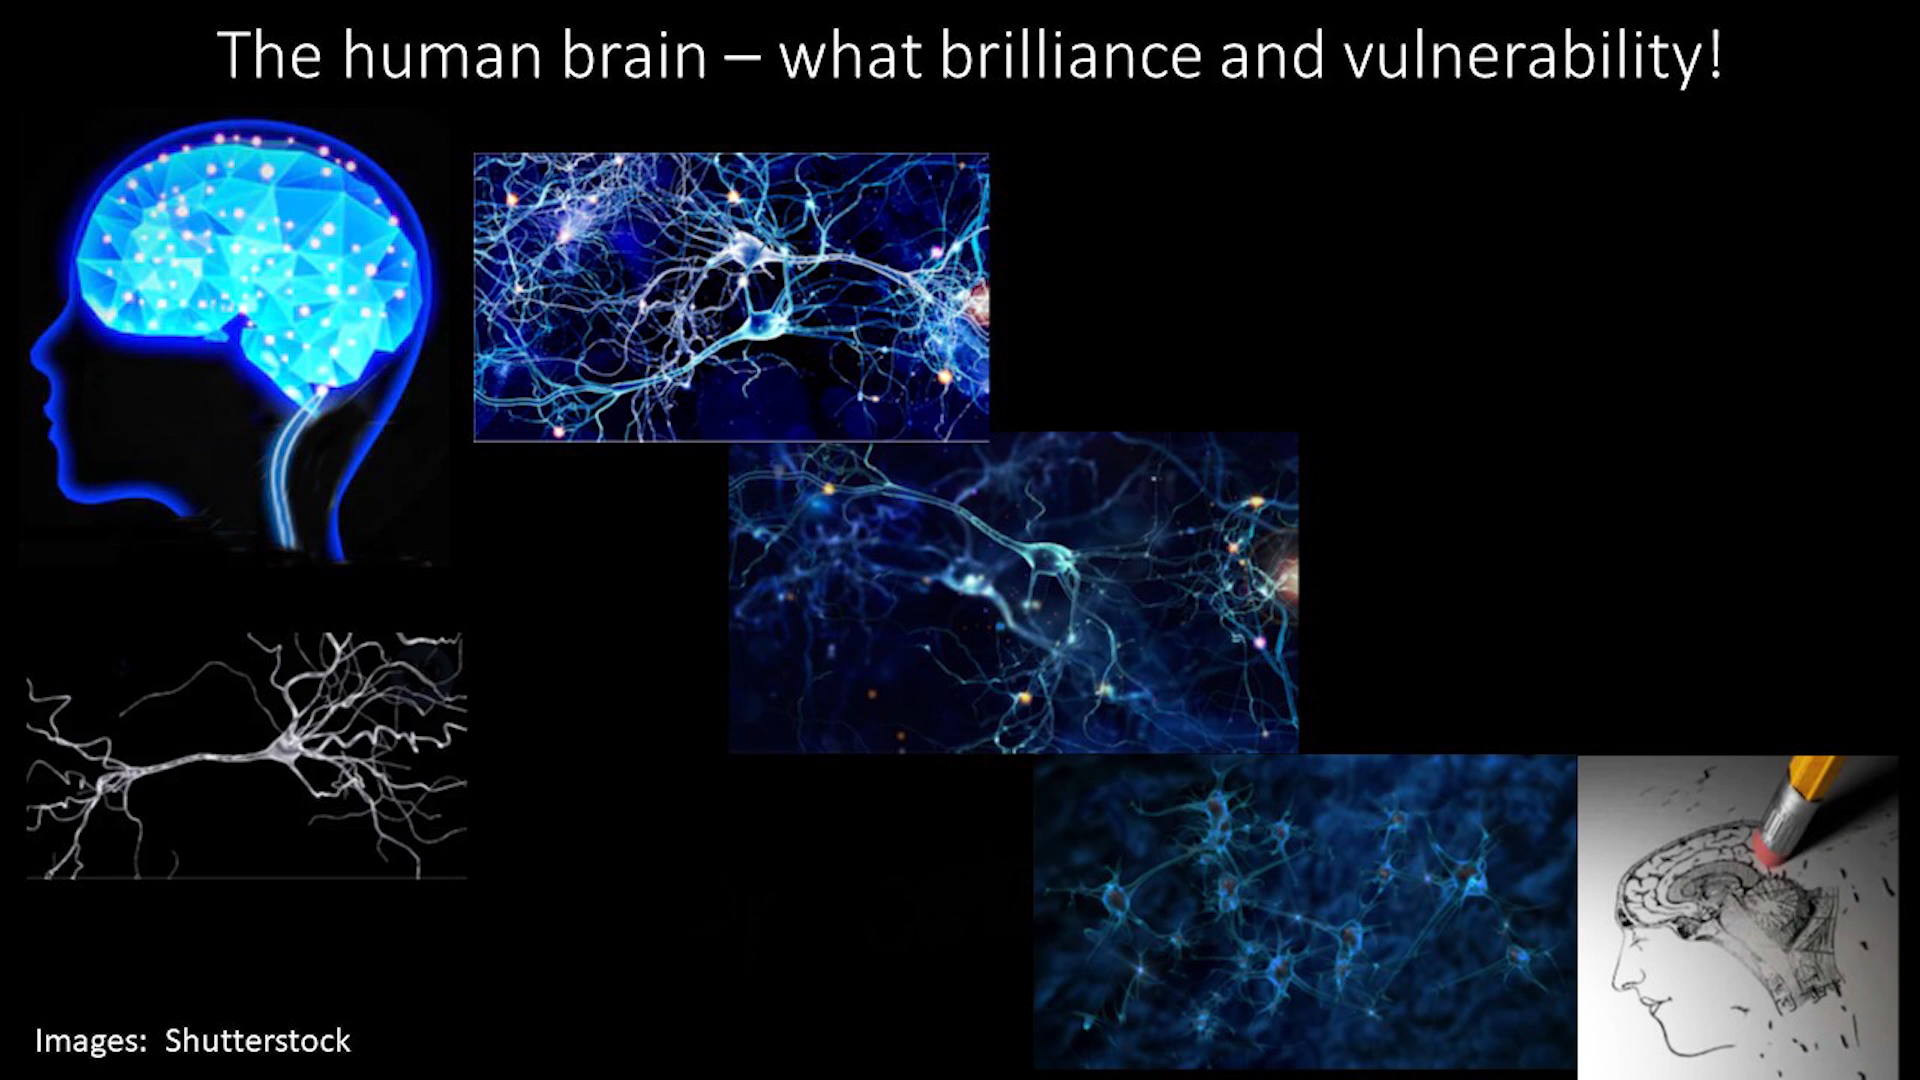 The human brain – what brilliance and vulnerability!
Images: Shutterstock